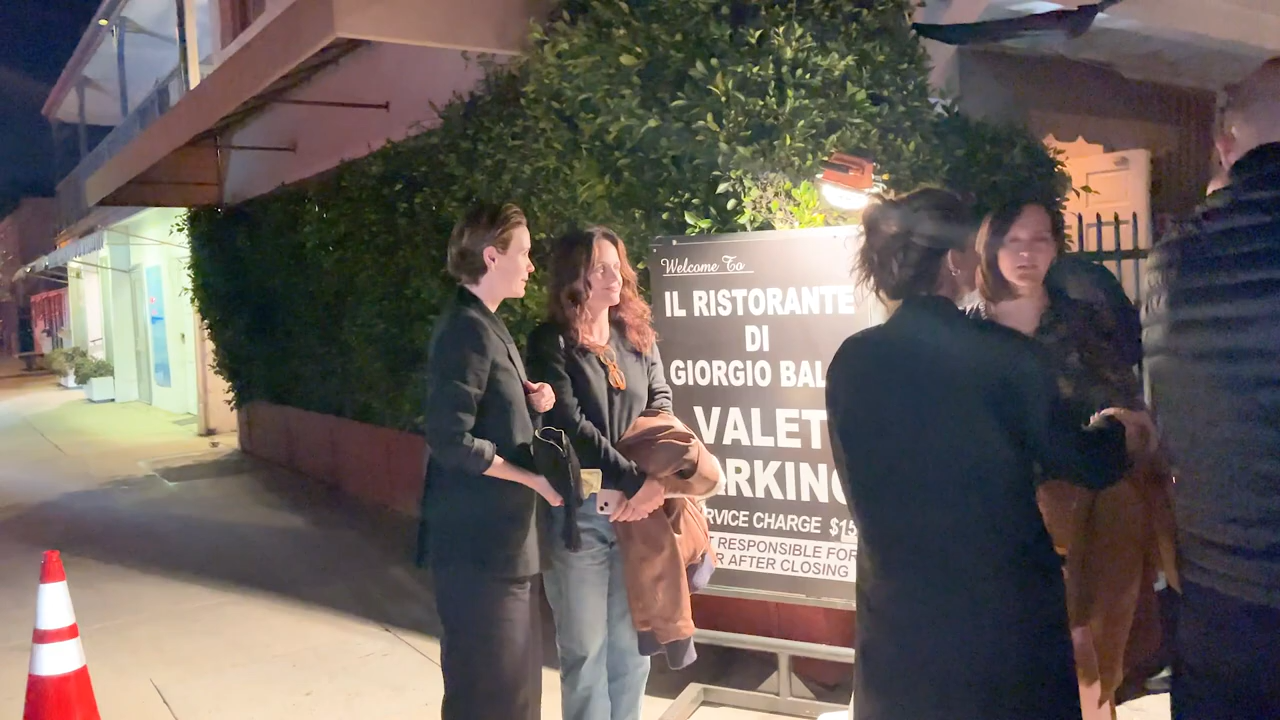 Welcome To
IL RISTORANTE
DI
GIORGIO BAL
VALET
ARKING
RVICE CHARGE $15
T RESPONSIBLE FOR
R AFTER CLOSING